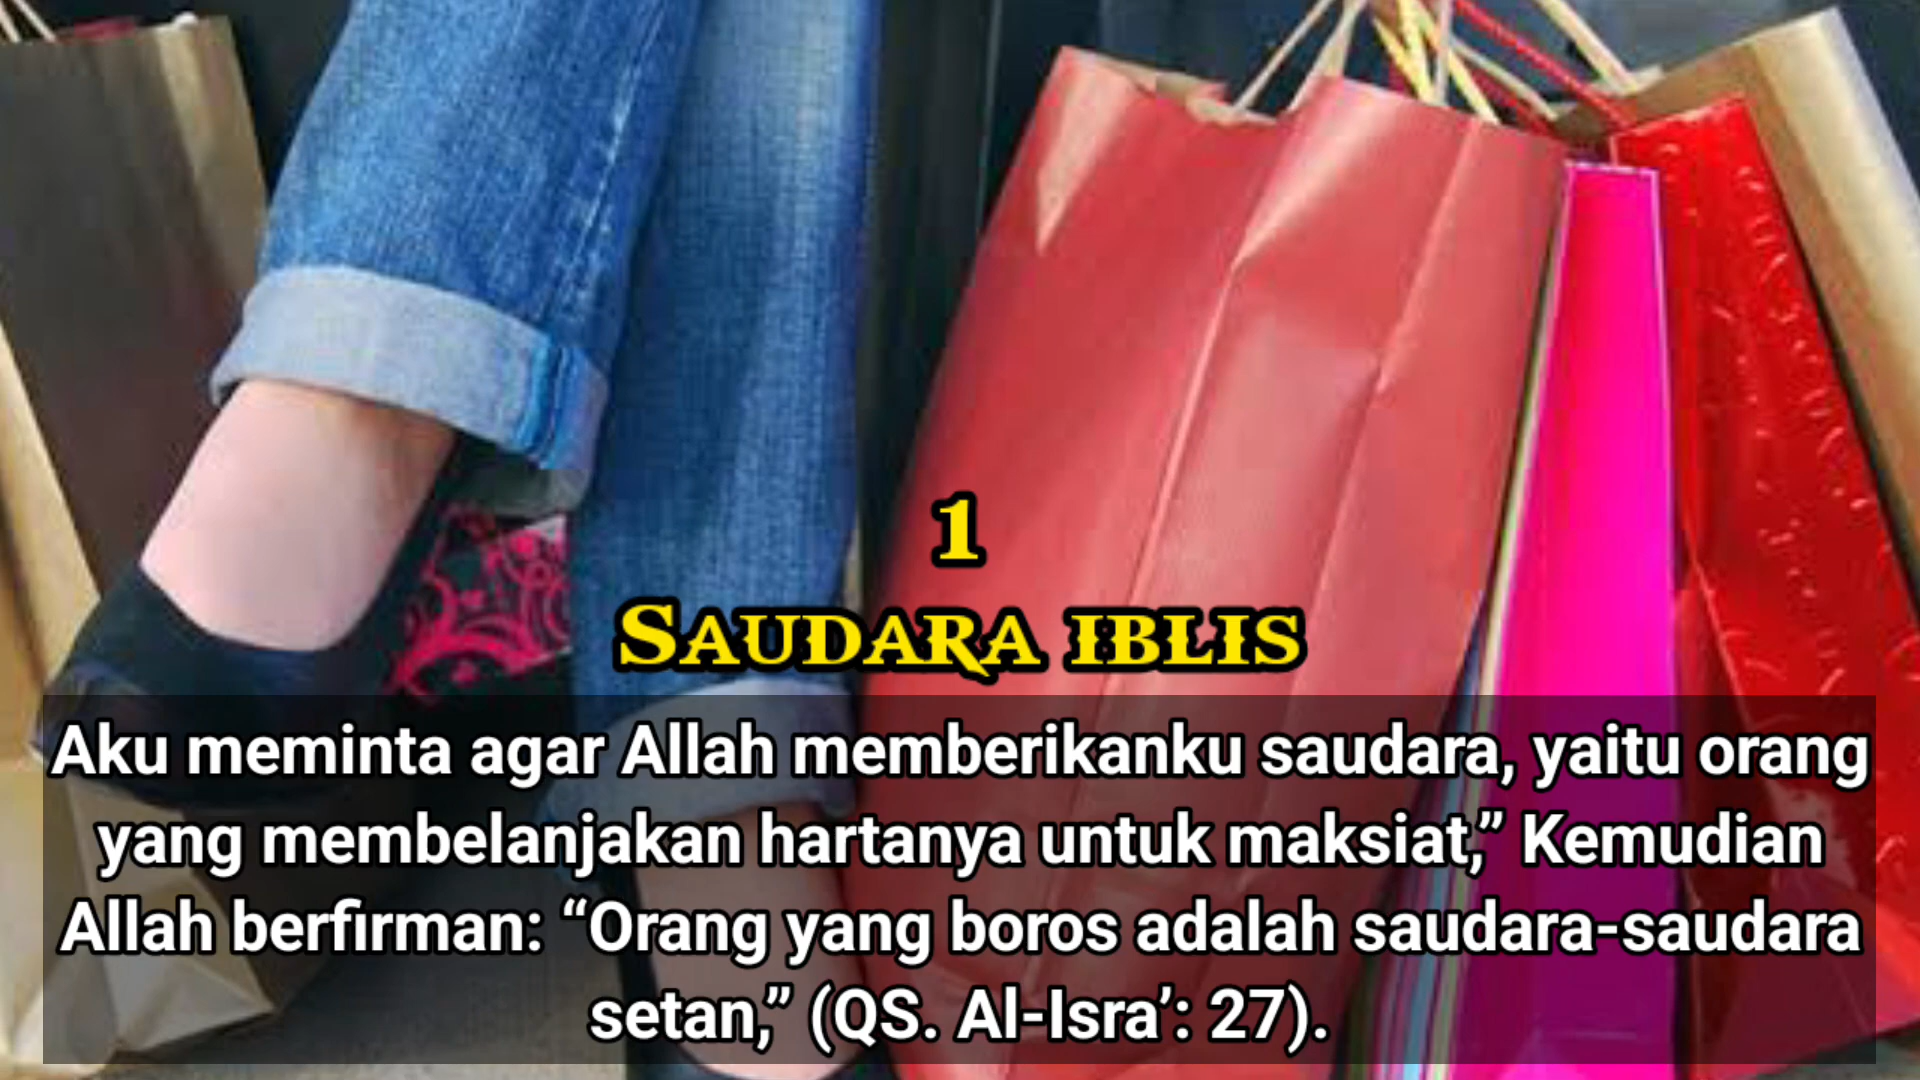 1
Saudara iblis
Aku meminta agar Allah memberikanku saudara, yaitu orang
yang membelanjakan hartanya untuk maksiat,” Kemudian
Allah berfirman: “Orang yang boros adalah saudara-saudara
setan,” (QS. Al-Isra’: 27).